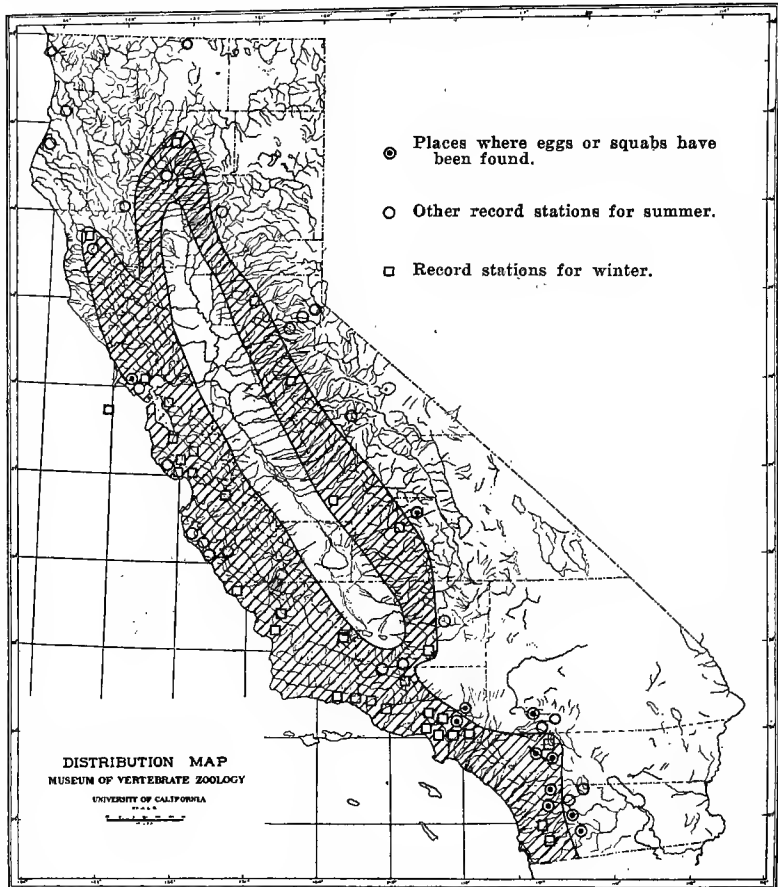 Places where eggs or squabs have
been found.
Other record stations for summer.
Record stations for winter.
DISTRIBUTION MAP
MUSEUM OF VERTEBRATE ZOOLOGY
UNIVERSITY OF CALIFORNIA